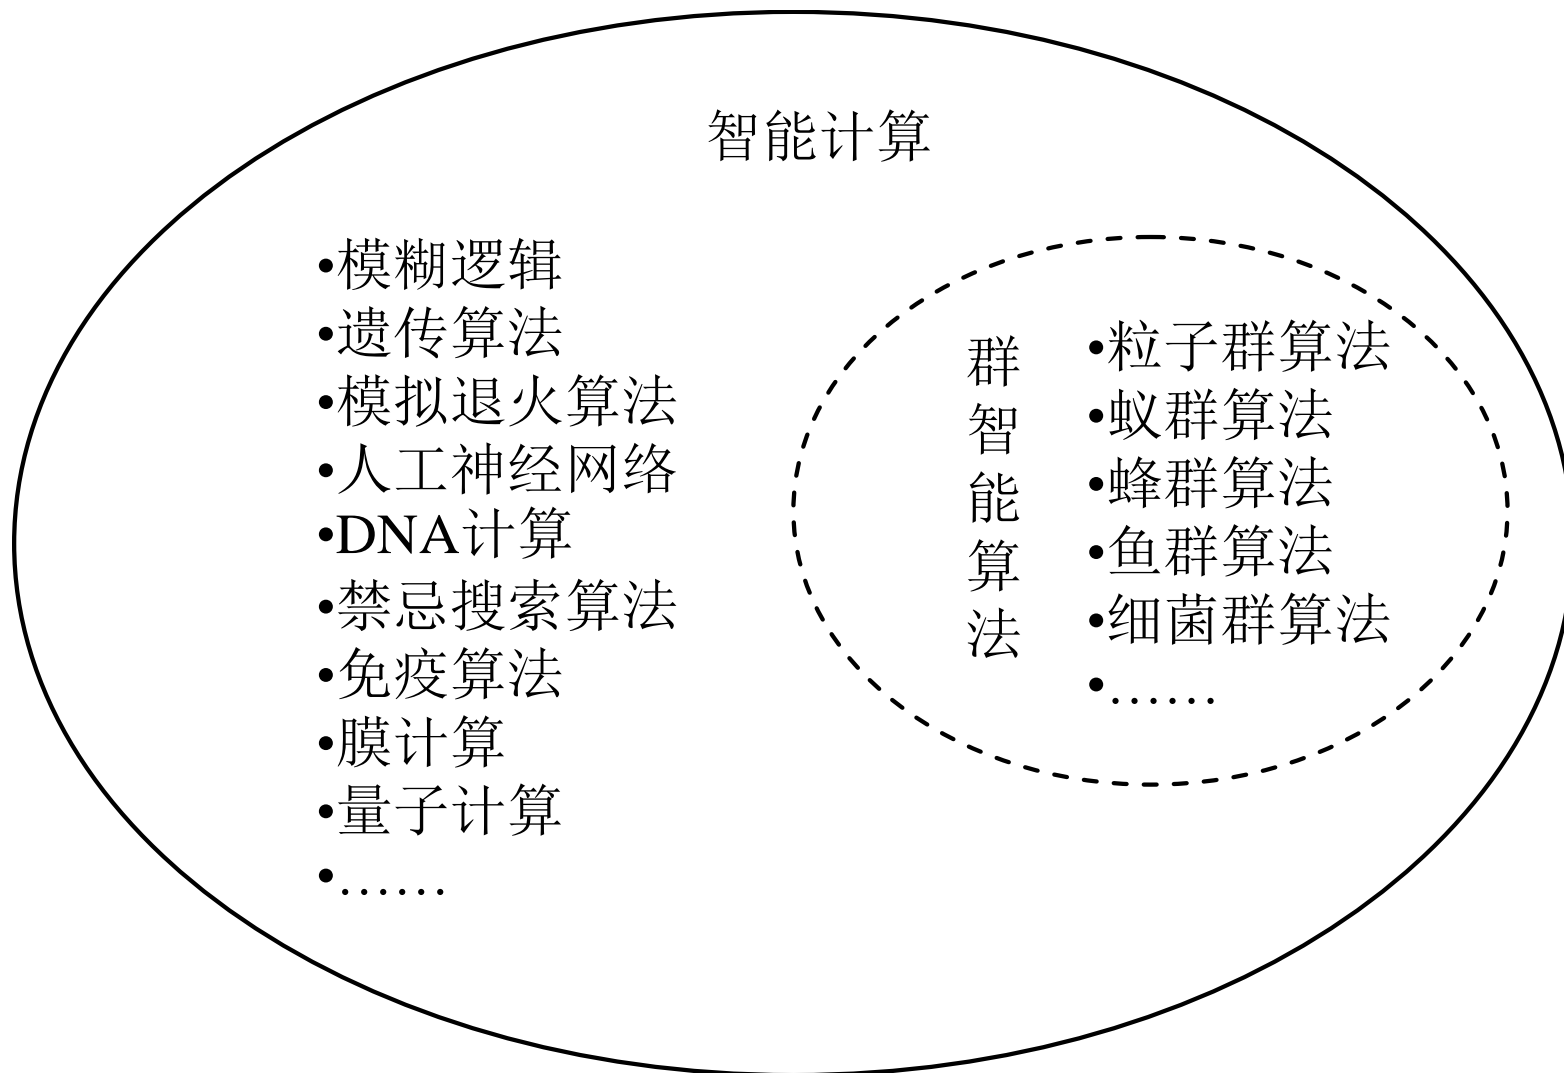 智能计算
•模糊逻辑
•遗传算法
•模拟退火算法
•人工神经网络
•DNA计算
•禁忌搜索算法
•免疫算法
•膜计算
•量子计算
•……
群智能算法
•粒子群算法
•蚁群算法
•蜂群算法
•鱼群算法
•细菌群算法
•……